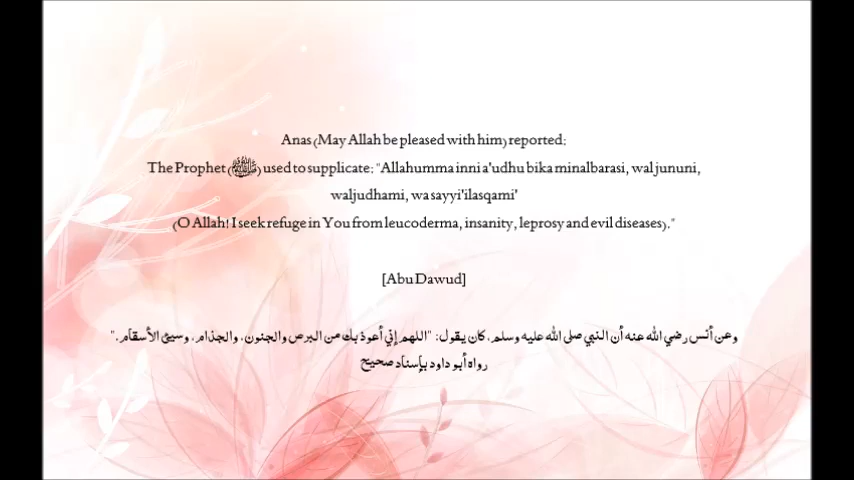 Anas (May Allah be pleased with him) reported:
The Prophet (ﷺ) used to supplicate: "Allahumma inni a'udhu bika minalbarasi, wal jununi,
waljudhami, wa sayyi'ilasqami'
(O Allah! I seek refuge in You from leucoderma, insanity, leprosy and evil diseases)."
[Abu Dawud]
وعن أنس رضي الله عنه أن النبي صلى الله عليه وسلم، كان يقول: "اللهم إني أعوذ بك من البرص والجنون، والجذام، وسيئ الأسقام."
رواه أبو داود بإسناد صحيح